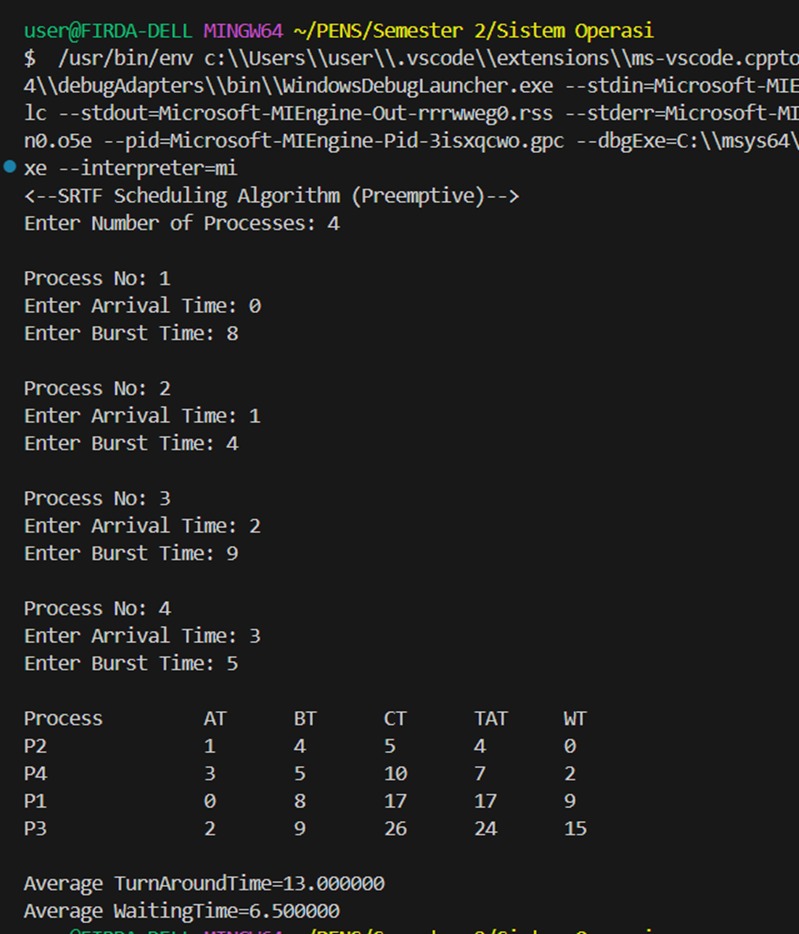 user@FIRDA-DELL MINGW64 ~/PENS/Semester 2/Sistem Operasi
$  /usr/bin/env c:\\Users\\user\\.vscode\\extensions\\ms-vscode.cppto
4\\debugAdapters\\bin\\WindowsDebugLauncher.exe --stdin=Microsoft-MIE
lc --stdout=Microsoft-MIEngine-Out-rrrwweg0.rss --stderr=Microsoft-MI
n0.o5e --pid=Microsoft-MIEngine-Pid-3isxqcwo.gpc --dbgExe=C:\\msys64\
xe --interpreter=mi
<--SRTF Scheduling Algorithm (Preemptive)-->
Enter Number of Processes: 4
Process No: 1
Enter Arrival Time: 0
Enter Burst Time: 8
Process No: 2
Enter Arrival Time: 1
Enter Burst Time: 4
Process No: 3
Enter Arrival Time: 2
Enter Burst Time: 9
Process No: 4
Enter Arrival Time: 3
Enter Burst Time: 5
Process AT BT CT TAT WT
P2 1 4 5 4 0
P4 3 5 10 7 2
P1 0 8 17 17 9
P3 2 9 26 24 15
Average TurnAroundTime=13.000000
Average WaitingTime=6.500000